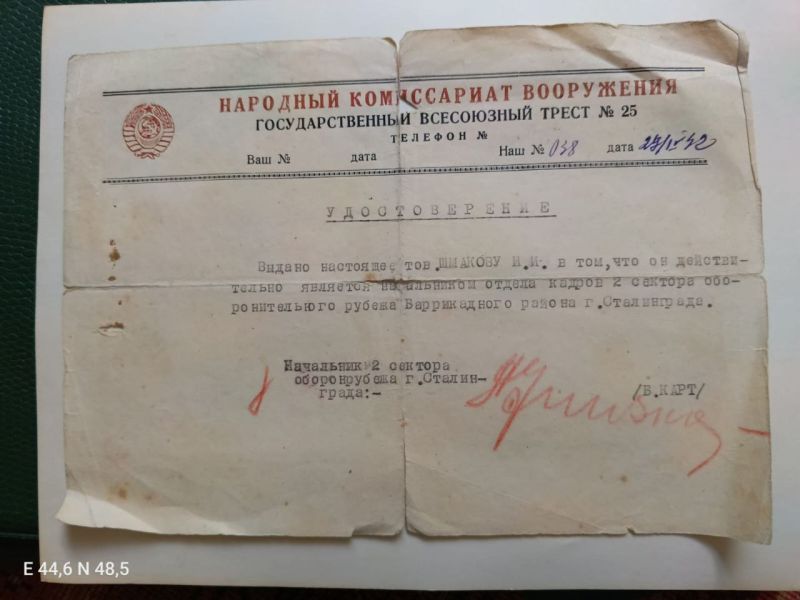 НАРОДНЫЙ КОМИССАРИАТ ВООРУЖЕНИЯ
ГОСУДАРСТВЕННЫЙ ВСЕСОЮЗНЫЙ ТРЕСТ № 25
ТЕЛЕФОН №
Ваш № дата Наш № 038 дата
УДОСТОВЕРЕНИЕ
Выдано настоящее тов.ШМАКОВУ И.И. в том,что он действи-
тельно является начальником отдела кадров 2 сектора обо-
ронительного рубежа Баррикадного района г.Сталинграда.
Начальник 2 сектора
оборонрубежа г.Сталин-
града:- /Б.КАРТ/
E 44,6 N 48,5